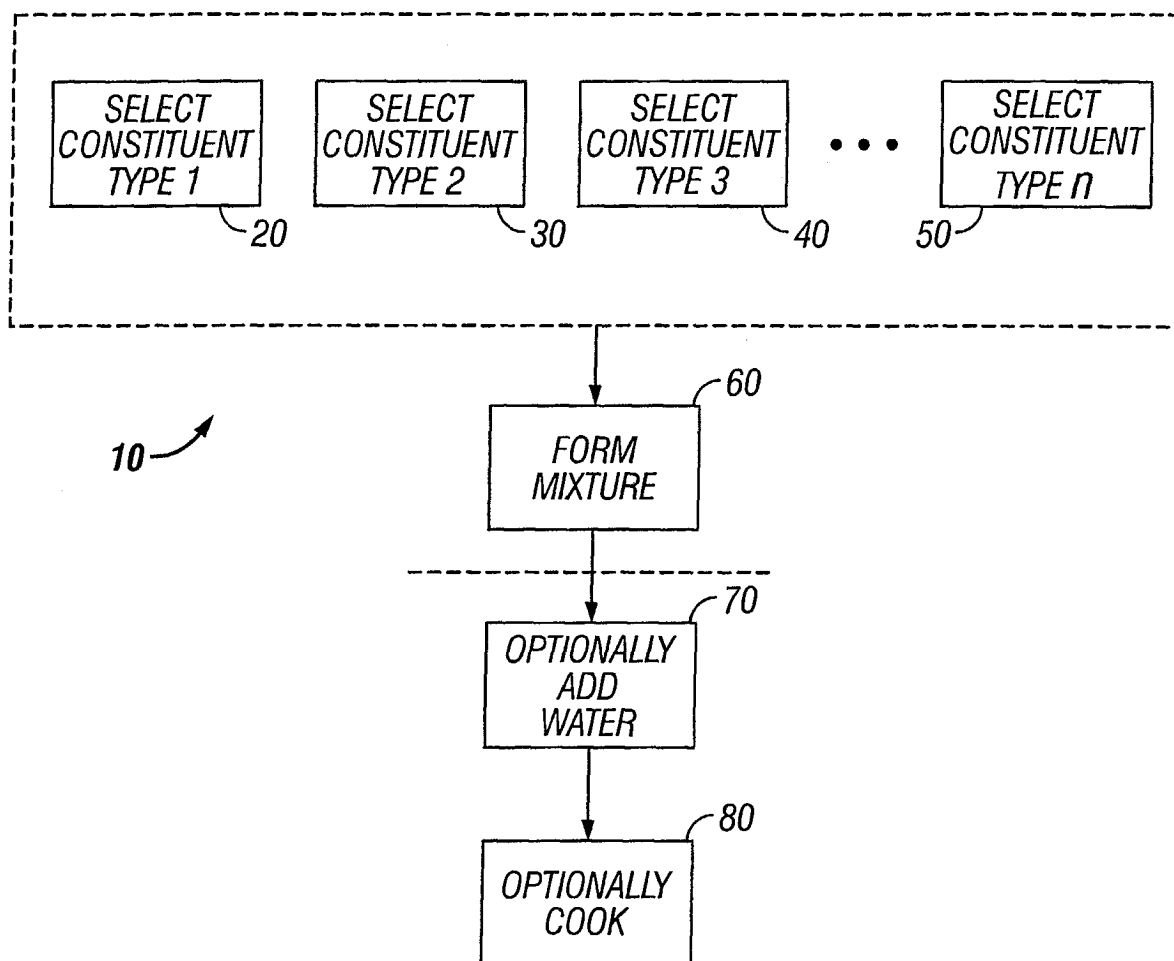 SELECT
CONSTITUENT
TYPE 1
20
SELECT
CONSTITUENT
TYPE 2
30
SELECT
CONSTITUENT
TYPE 3
40
• • •
SELECT
CONSTITUENT
TYPE n
50
10
60
FORM
MIXTURE
70
OPTIONALLY
ADD
WATER
80
OPTIONALLY
COOK